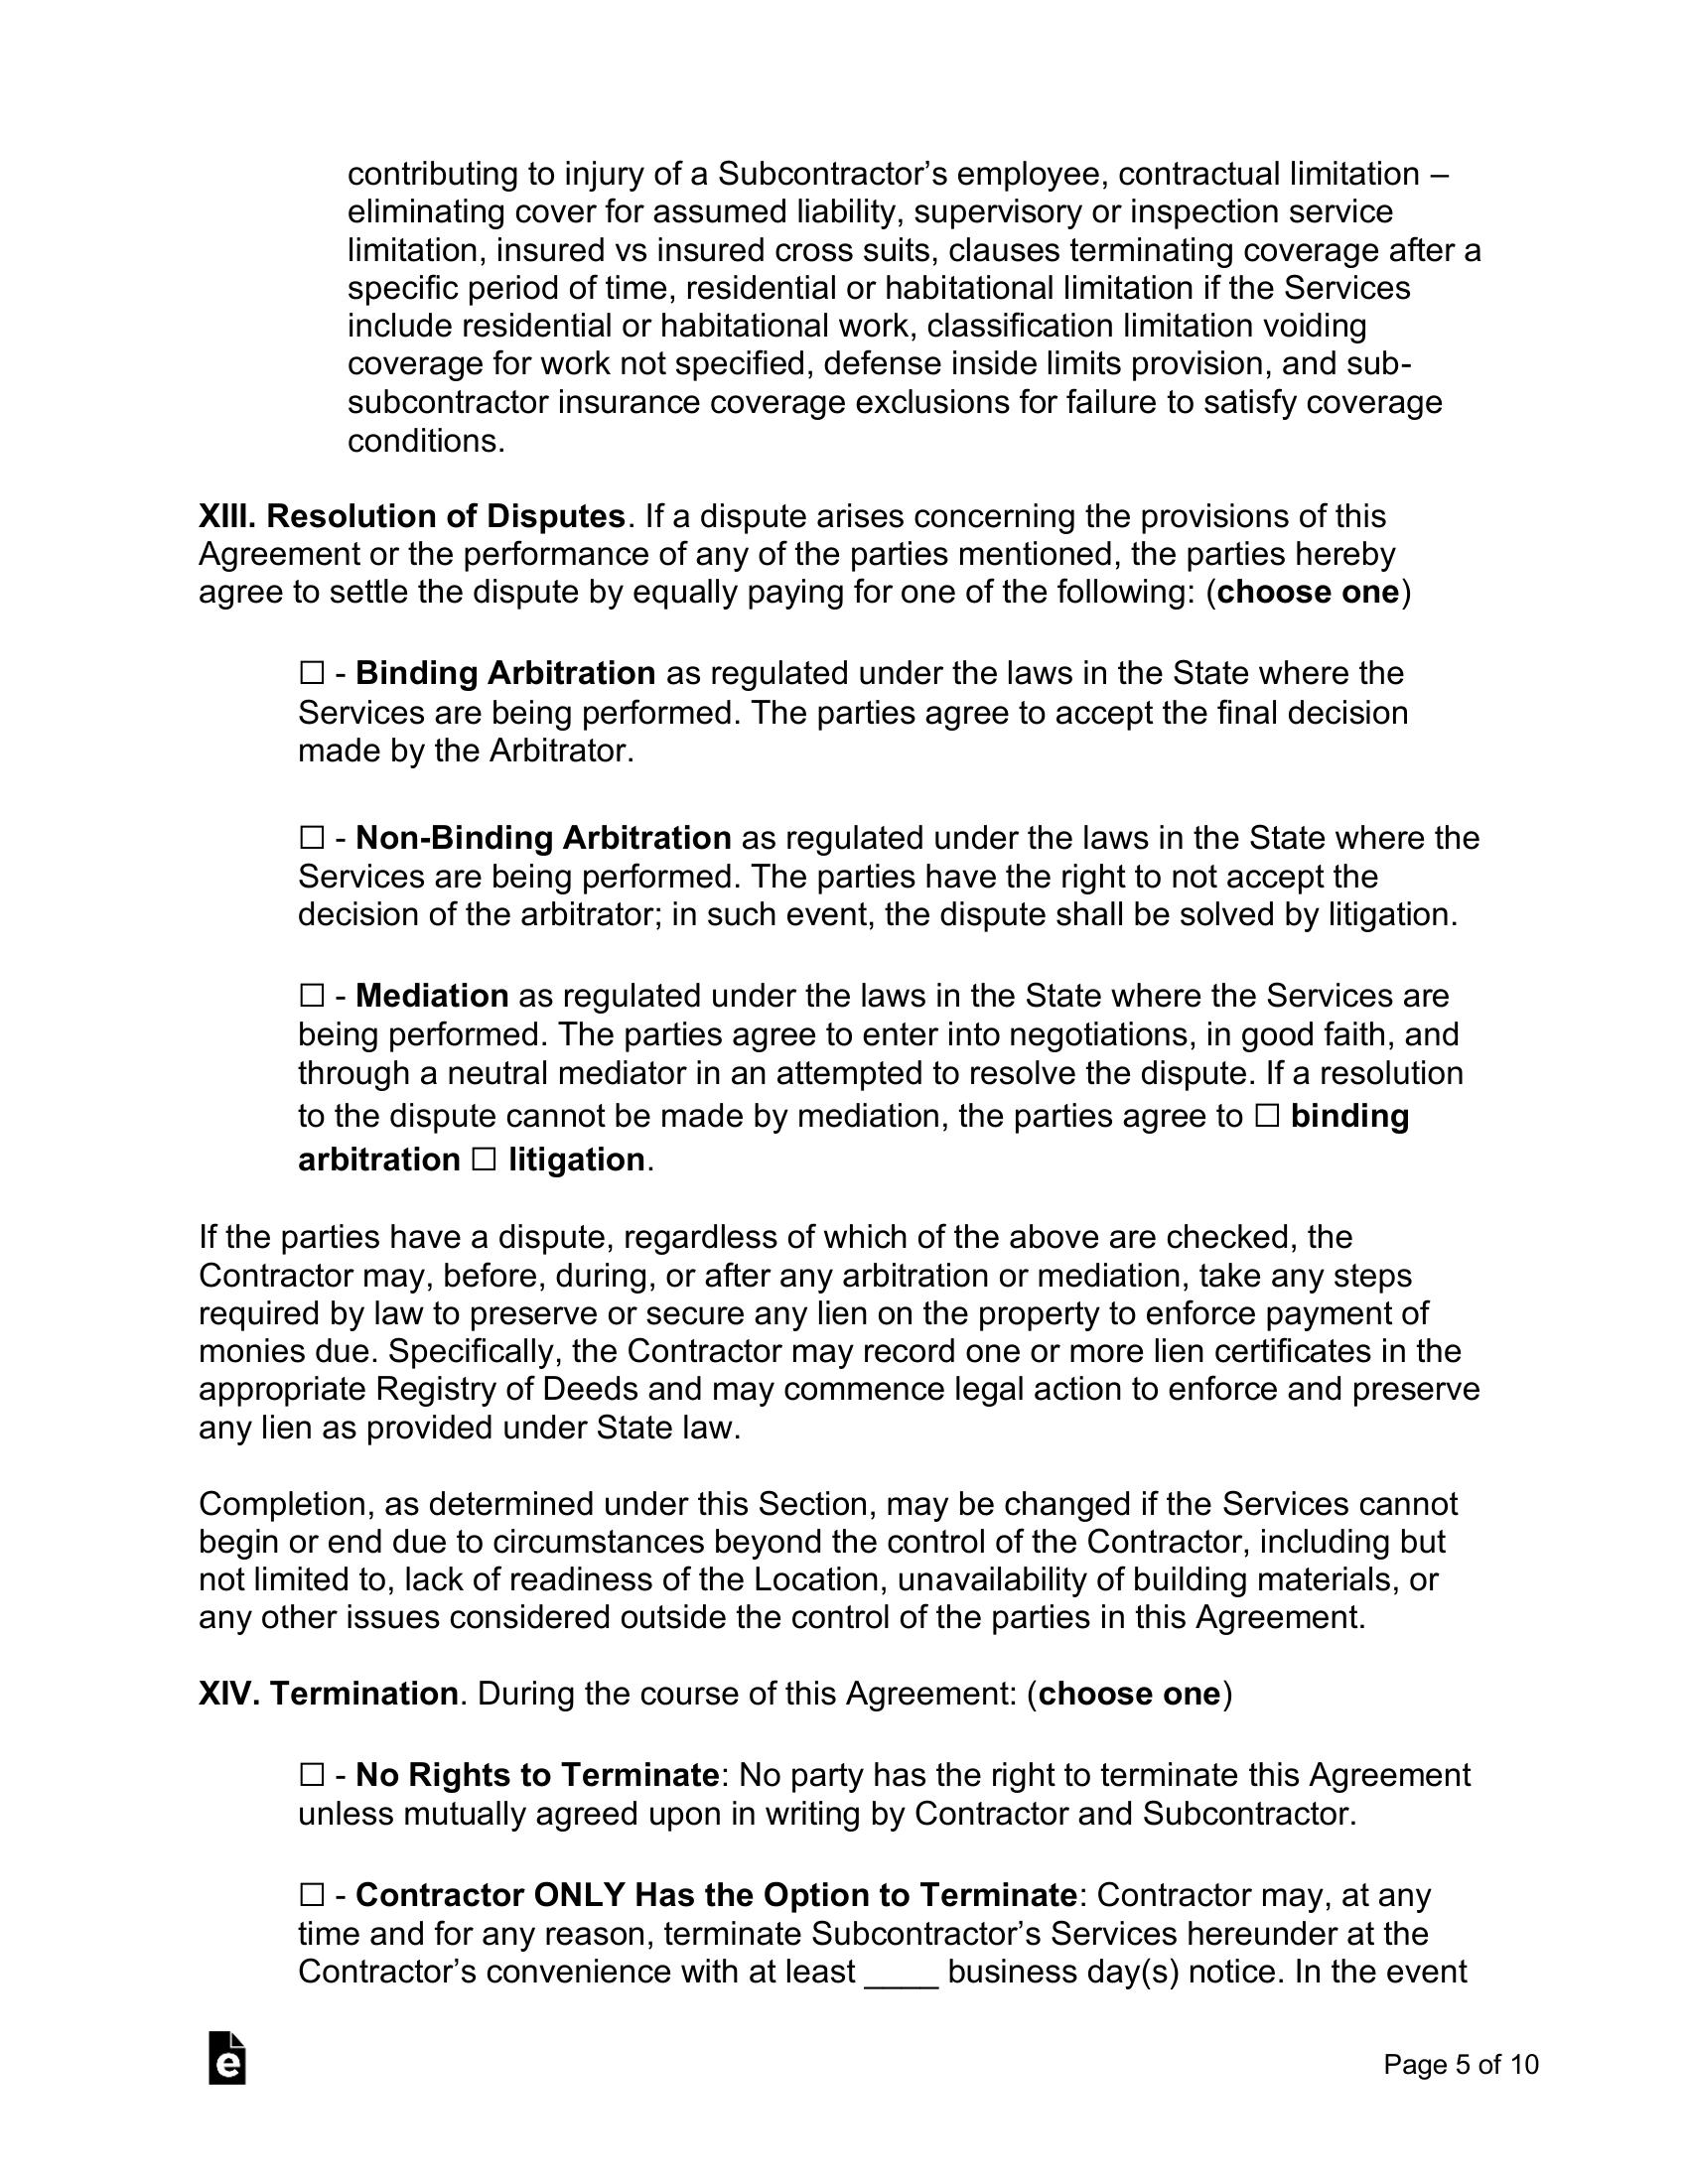 contributing to injury of a Subcontractor’s employee, contractual limitation –
eliminating cover for assumed liability, supervisory or inspection service
limitation, insured vs insured cross suits, clauses terminating coverage after a
specific period of time, residential or habitational limitation if the Services
include residential or habitational work, classification limitation voiding
coverage for work not specified, defense inside limits provision, and sub-
subcontractor insurance coverage exclusions for failure to satisfy coverage
conditions.
XIII. Resolution of Disputes. If a dispute arises concerning the provisions of this
Agreement or the performance of any of the parties mentioned, the parties hereby
agree to settle the dispute by equally paying for one of the following: (choose one)
☐ - Binding Arbitration as regulated under the laws in the State where the
Services are being performed. The parties agree to accept the final decision
made by the Arbitrator.
☐ - Non-Binding Arbitration as regulated under the laws in the State where the
Services are being performed. The parties have the right to not accept the
decision of the arbitrator; in such event, the dispute shall be solved by litigation.
☐ - Mediation as regulated under the laws in the State where the Services are
being performed. The parties agree to enter into negotiations, in good faith, and
through a neutral mediator in an attempted to resolve the dispute. If a resolution
to the dispute cannot be made by mediation, the parties agree to ☐ binding
arbitration ☐ litigation.
If the parties have a dispute, regardless of which of the above are checked, the
Contractor may, before, during, or after any arbitration or mediation, take any steps
required by law to preserve or secure any lien on the property to enforce payment of
monies due. Specifically, the Contractor may record one or more lien certificates in the
appropriate Registry of Deeds and may commence legal action to enforce and preserve
any lien as provided under State law.
Completion, as determined under this Section, may be changed if the Services cannot
begin or end due to circumstances beyond the control of the Contractor, including but
not limited to, lack of readiness of the Location, unavailability of building materials, or
any other issues considered outside the control of the parties in this Agreement.
XIV. Termination. During the course of this Agreement: (choose one)
☐ - No Rights to Terminate: No party has the right to terminate this Agreement
unless mutually agreed upon in writing by Contractor and Subcontractor.
☐ - Contractor ONLY Has the Option to Terminate: Contractor may, at any
time and for any reason, terminate Subcontractor’s Services hereunder at the
Contractor’s convenience with at least ____ business day(s) notice. In the event
e
Page 5 of 10